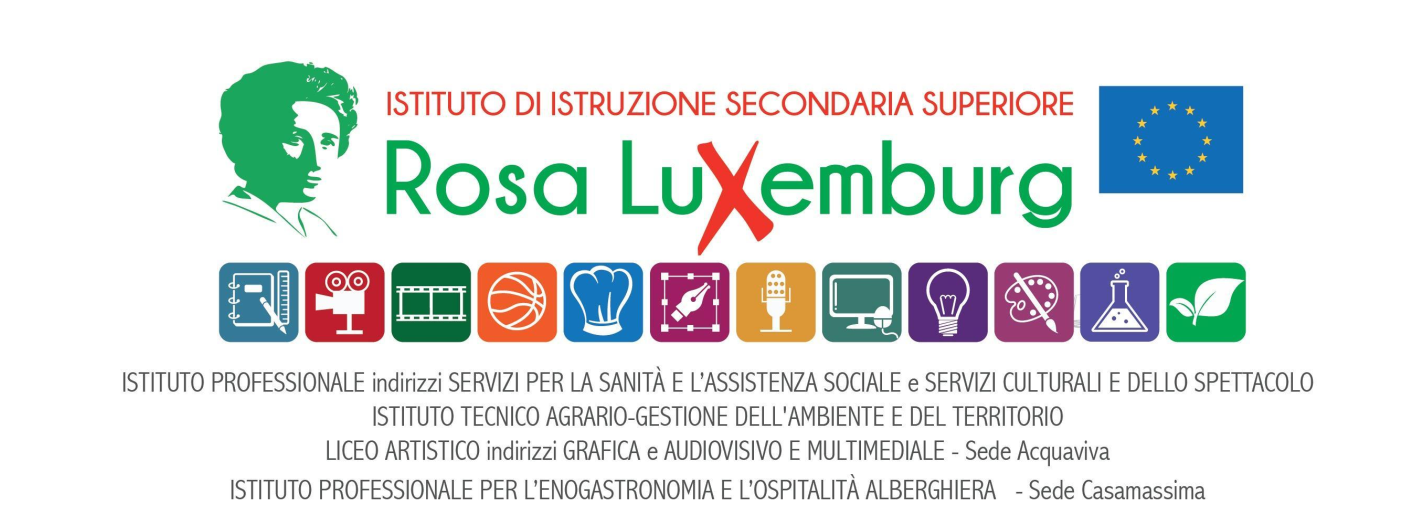 ISTITUTO DI ISTRUZIONE SECONDARIA SUPERIORE
Rosa LuXemburg
ISTITUTO PROFESSIONALE indirizzi SERVIZI PER LA SANITÀ E L'ASSISTENZA SOCIALE e SERVIZI CULTURALI E DELLO SPETTACOLO
ISTITUTO TECNICO AGRARIO-GESTIONE DELL'AMBIENTE E DEL TERRITORIO
LICEO ARTISTICO indirizzi GRAFICA e AUDIOVISIVO E MULTIMEDIALE - Sede Acquaviva
ISTITUTO PROFESSIONALE PER L'ENOGASTRONOMIA E L'OSPITALITÀ ALBERGHIERA - Sede Casamassima